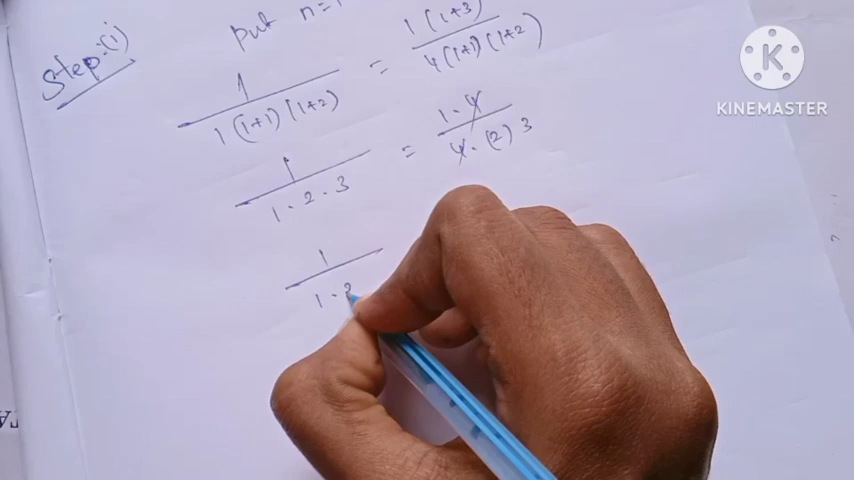 Step:(i)
Put n=1
1/(1(1+1)(1+2)) = 1(1+3)/(4(1+1)(1+2))
1/(1·2·3) = 1·4/(4·(2)3)
1/(1·2
KINEMASTER